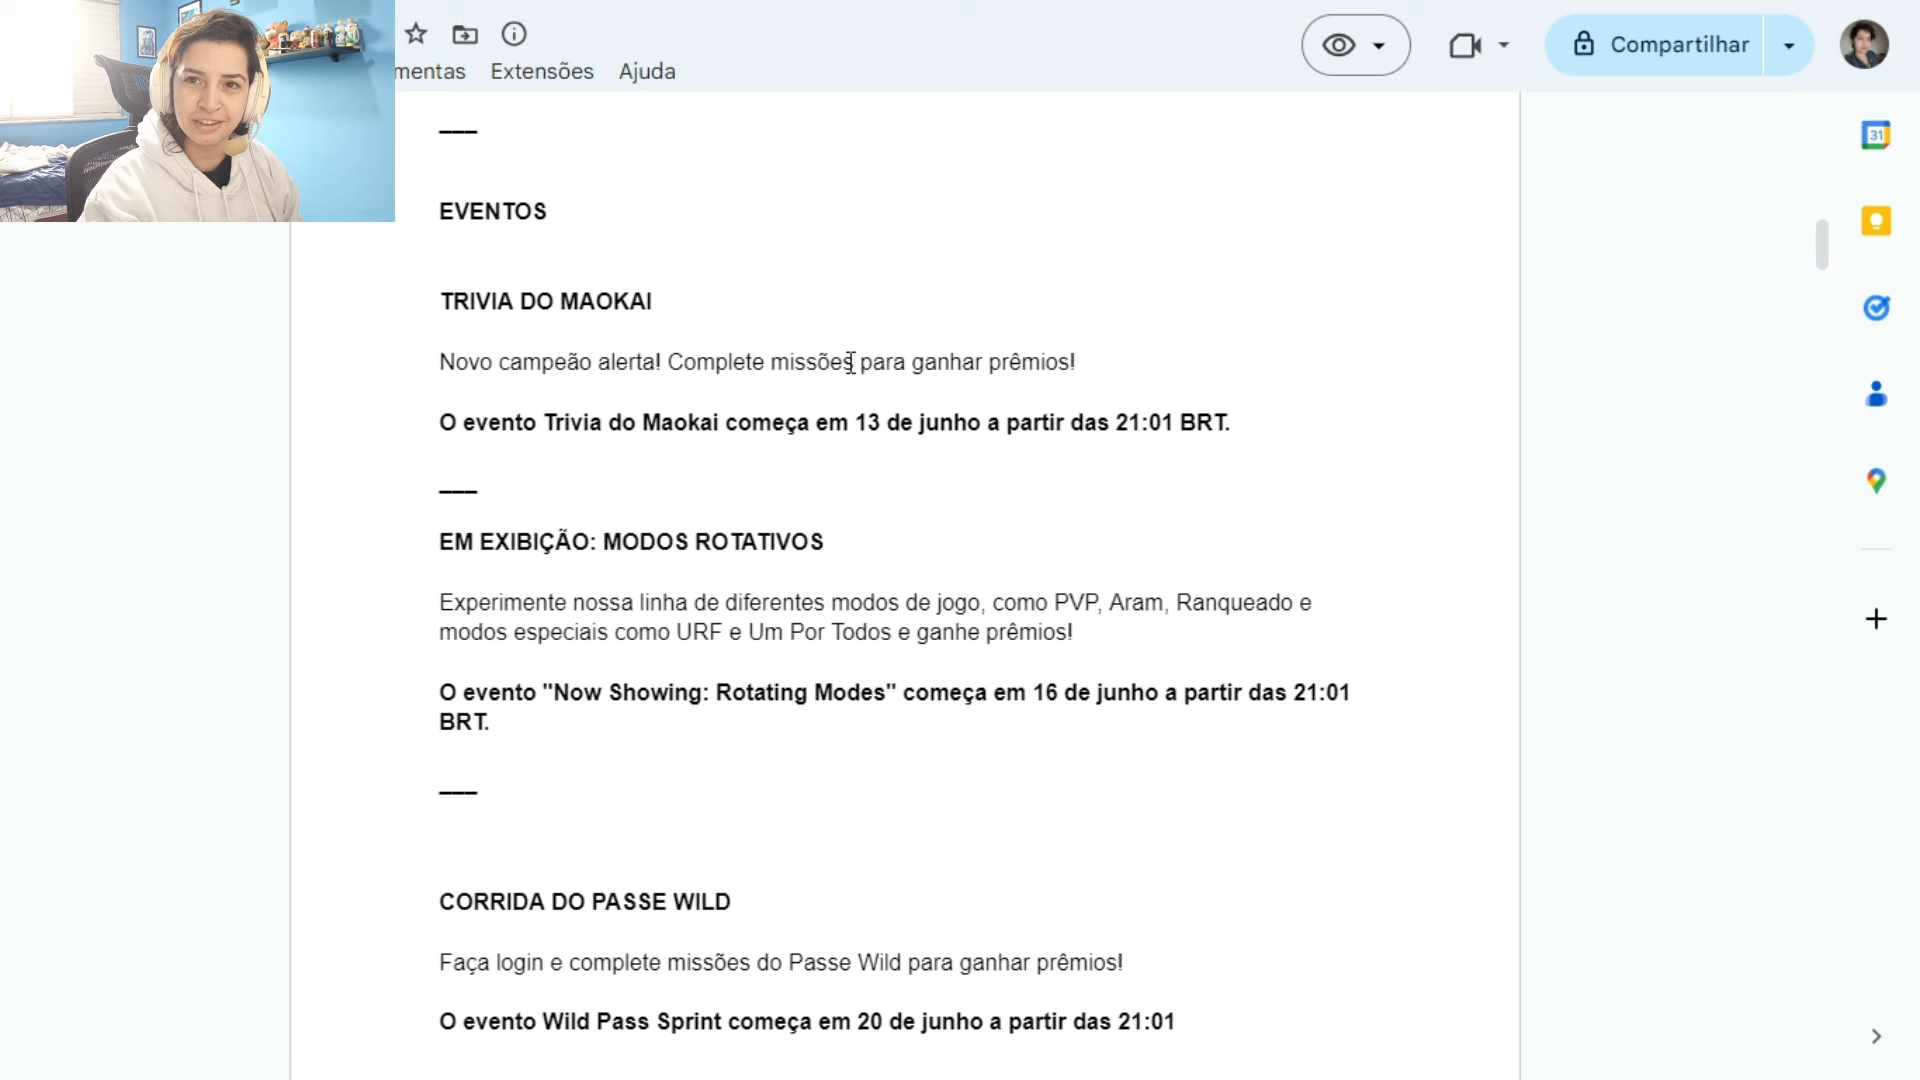 mentas Extensões Ajuda
Compartilhar
31
EVENTOS
TRIVIA DO MAOKAI
Novo campeão alerta! Complete missões para ganhar prêmios!
O evento Trivia do Maokai começa em 13 de junho a partir das 21:01 BRT.
EM EXIBIÇÃO: MODOS ROTATIVOS
Experimente nossa linha de diferentes modos de jogo, como PVP, Aram, Ranqueado e
modos especiais como URF e Um Por Todos e ganhe prêmios!
O evento "Now Showing: Rotating Modes" começa em 16 de junho a partir das 21:01
BRT.
CORRIDA DO PASSE WILD
Faça login e complete missões do Passe Wild para ganhar prêmios!
O evento Wild Pass Sprint começa em 20 de junho a partir das 21:01